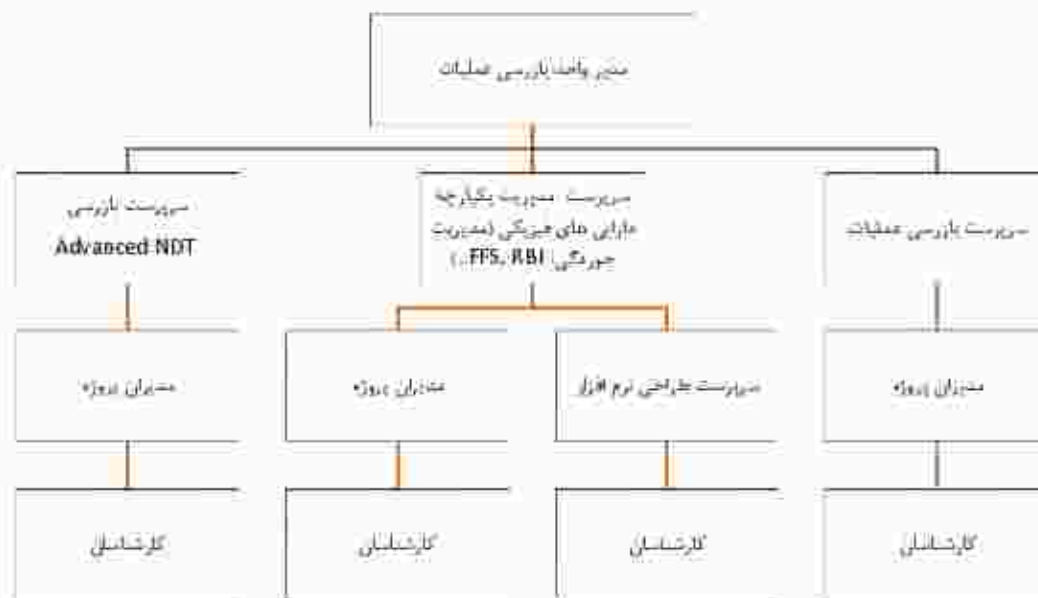 مدیر واحد بازرسی عملیات
سرپرست بازرسی عملیات
سرپرست مدیریت یکپارچه
دارایی های فیزیکی (مدیریت
خوردگی، FFS، RBI..)
سرپرست بازرسی
Advanced NDT
مدیران پروژه
سرپرست طراحی نرم افزار
مدیران پروژه
مدیران پروژه
کارشناسان
کارشناسان
کارشناسان
کارشناسان